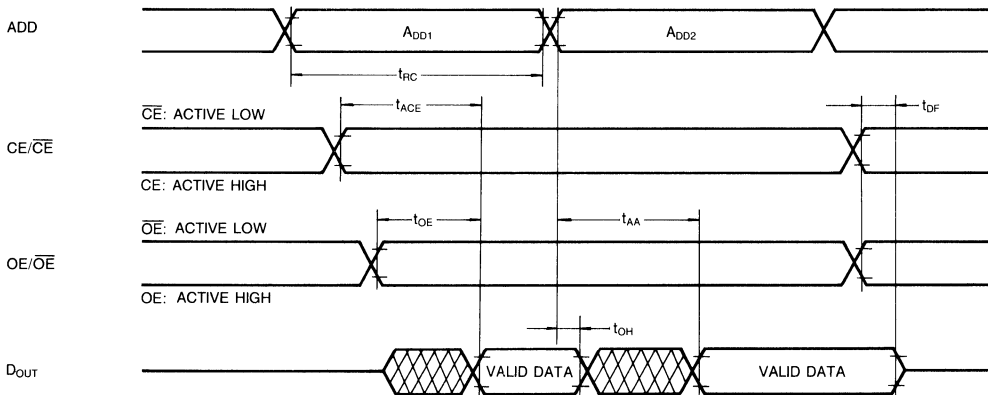 ADD
ADD1
ADD2
tRC
CE: ACTIVE LOW
tACE
tDF
CE/CE
CE: ACTIVE HIGH
OE: ACTIVE LOW
tOE
tAA
OE/OE
OE: ACTIVE HIGH
tOH
DOUT
VALID DATA
VALID DATA